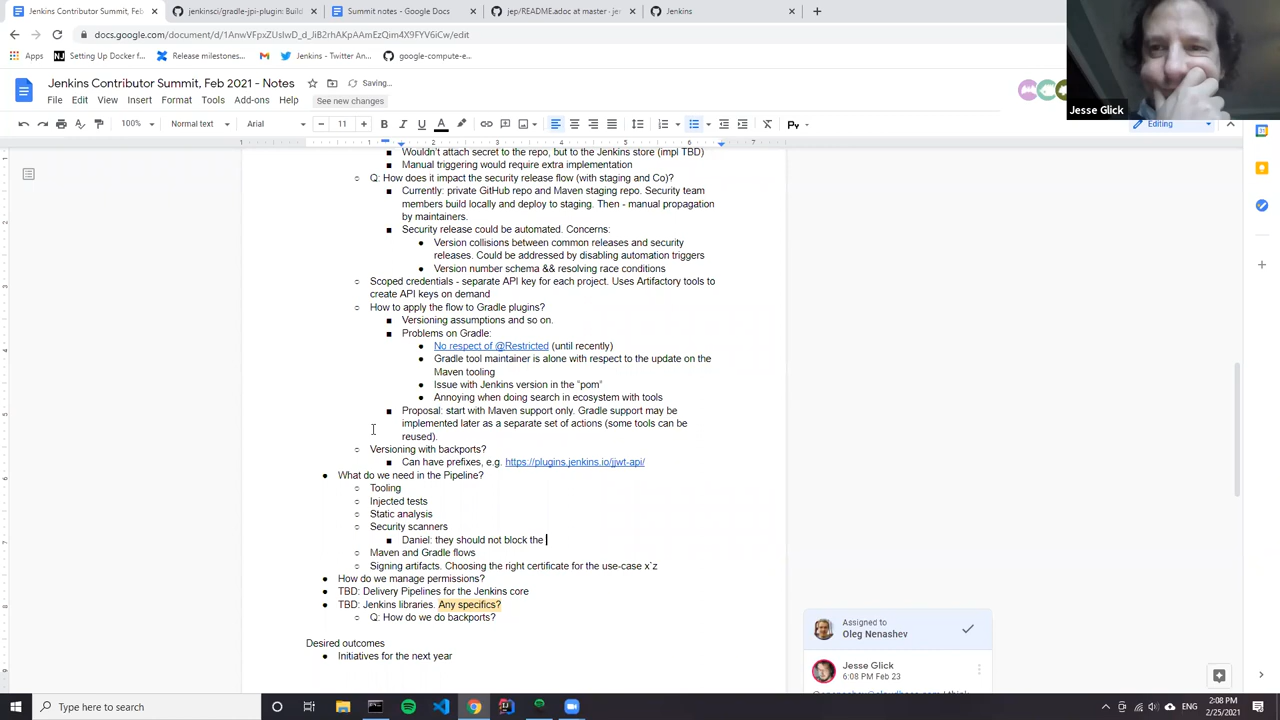 Jenkins Contributor Summit, Feb
jenkinsci/gradle-jpi-plugin: Build
Summit notes - Google Docs
jep/README.adoc at master · jen
Jenkins
docs.google.com/document/d/1AnwVFpxZUslwD_d_JiB2rhAKpAAmEzQim4X9FYV6iCw/edit
Apps
Setting Up Docker f...
Release milestones...
Jenkins - Twitter An...
google-compute-e...
Jenkins Contributor Summit, Feb 2021 - Notes
Saving...
File Edit View Insert Format Tools Add-ons Help
See new changes
Jesse Glick
100% Normal text Arial 11
Editing
Wouldn't attach secret to the repo, but to the Jenkins store (impl TBD)
Manual triggering would require extra implementation
Q: How does it impact the security release flow (with staging and Co)?
Currently: private GitHub repo and Maven staging repo. Security team
members build locally and deploy to staging. Then - manual propagation
by maintainers.
Security release could be automated. Concerns:
Version collisions between common releases and security
releases. Could be addressed by disabling automation triggers
Version number schema && resolving race conditions
Scoped credentials - separate API key for each project. Uses Artifactory tools to
create API keys on demand
How to apply the flow to Gradle plugins?
Versioning assumptions and so on.
Problems on Gradle:
No respect of @Restricted (until recently)
Gradle tool maintainer is alone with respect to the update on the
Maven tooling
Issue with Jenkins version in the "pom"
Annoying when doing search in ecosystem with tools
Proposal: start with Maven support only. Gradle support may be
implemented later as a separate set of actions (some tools can be
reused).
Versioning with backports?
Can have prefixes, e.g. https://plugins.jenkins.io/jjwt-api/
What do we need in the Pipeline?
Tooling
Injected tests
Static analysis
Security scanners
Daniel: they should not block the
Maven and Gradle flows
Signing artifacts. Choosing the right certificate for the use-case x`z
How do we manage permissions?
TBD: Delivery Pipelines for the Jenkins core
TBD: Jenkins libraries. Any specifics?
Q: How do we do backports?
Desired outcomes
Initiatives for the next year
Assigned to
Oleg Nenashev
Jesse Glick
6:08 PM Feb 23
Type here to search
2:08 PM
2/25/2021